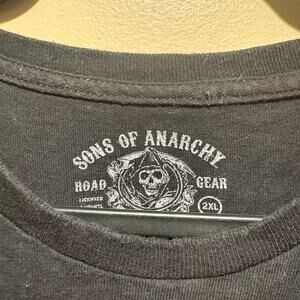 SONS OF ANARCHY
ROAD GEAR
LICENSED
2XL